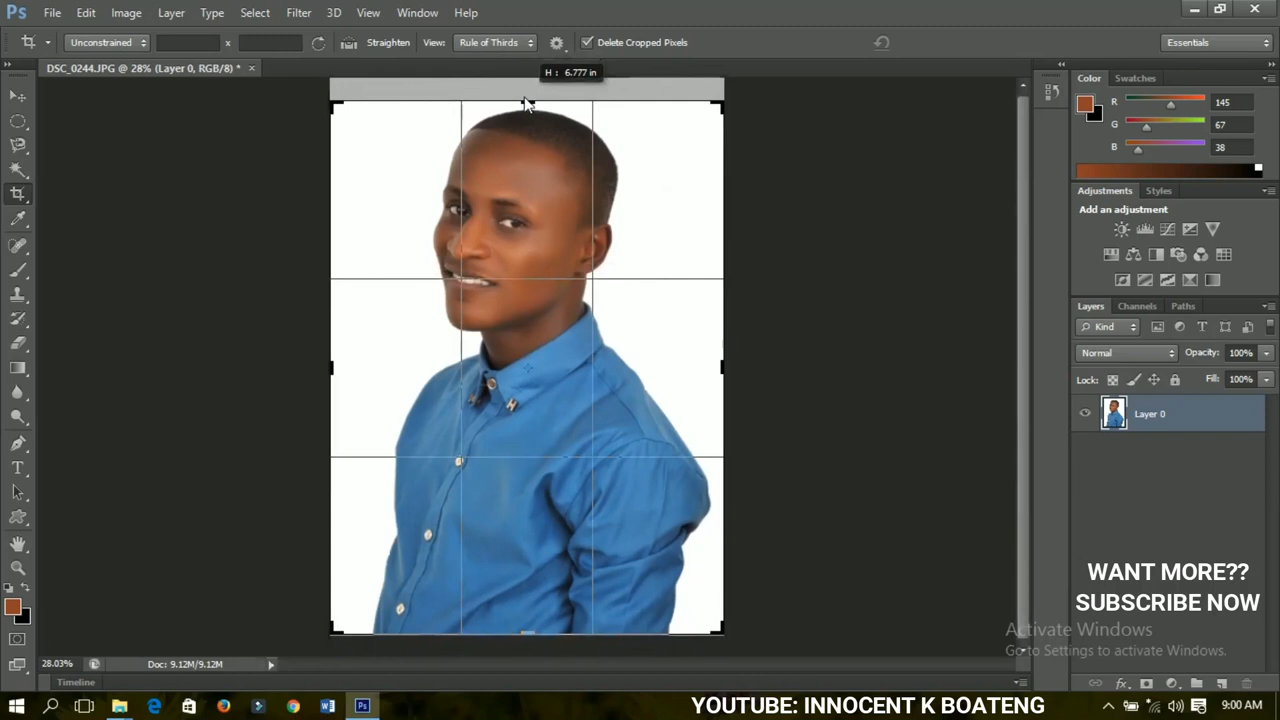 Ps File Edit Image Layer Type Select Filter 3D View Window Help
Unconstrained x Straighten View: Rule of Thirds Delete Cropped Pixels Essentials
DSC_0244.JPG @ 28% (Layer 0, RGB/8) * ×
H : 6.777 in
Color Swatches
R 145
G 67
B 38
Adjustments Styles
Add an adjustment
Layers Channels Paths
Kind
Normal Opacity: 100%
Lock: Fill: 100%
Layer 0
WANT MORE??
SUBSCRIBE NOW
Activate Windows
Go to Settings to activate Windows.
28.03% Doc: 9.12M/9.12M
Timeline
YOUTUBE: INNOCENT K BOATENG
9:00 AM